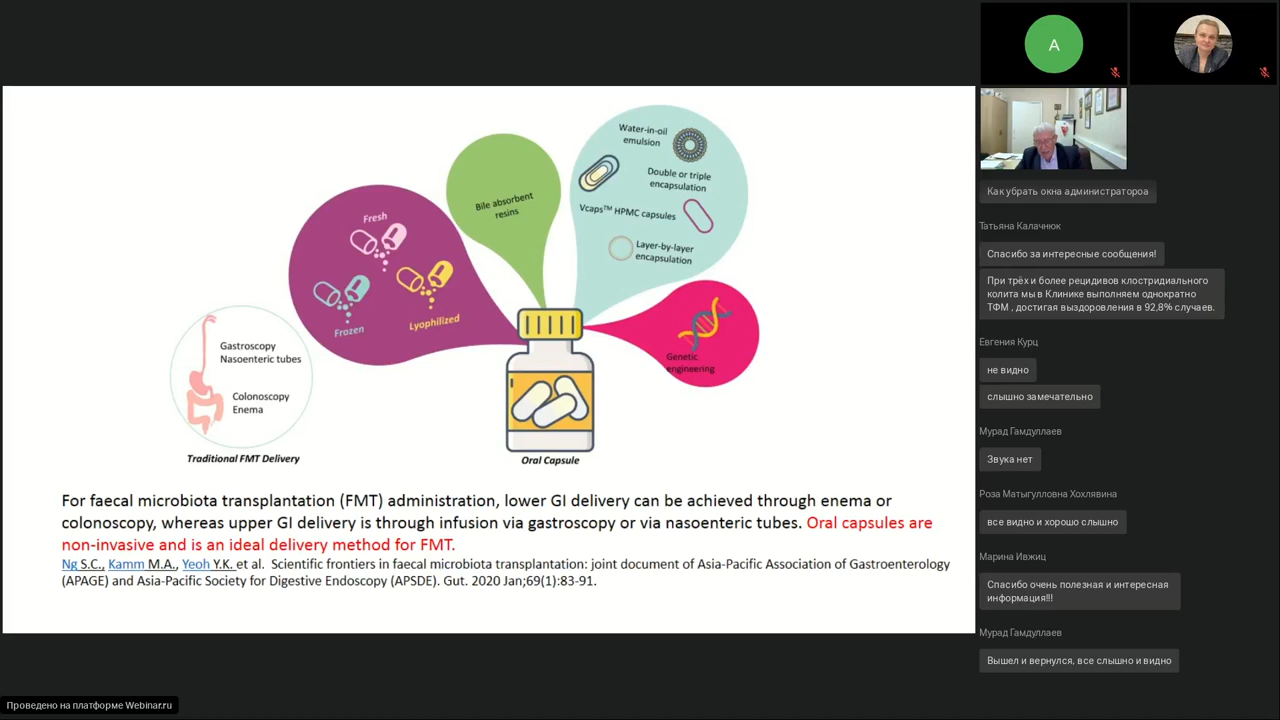 Fresh
Frozen
Lyophilized
Bile absorbent
resins
Water-in-oil
emulsion
Double or triple
encapsulation
Vcaps™ HPMC capsules
Layer-by-layer
encapsulation
Genetic
engineering
Gastroscopy
Nasoenteric tubes
Colonoscopy
Enema
Traditional FMT Delivery
Oral Capsule
For faecal microbiota transplantation (FMT) administration, lower GI delivery can be achieved through enema or
colonoscopy, whereas upper GI delivery is through infusion via gastroscopy or via nasoenteric tubes. Oral capsules are
non-invasive and is an ideal delivery method for FMT.
Ng S.C., Kamm M.A., Yeoh Y.K. et al. Scientific frontiers in faecal microbiota transplantation: joint document of Asia-Pacific Association of Gastroenterology
(APAGE) and Asia-Pacific Society for Digestive Endoscopy (APSDE). Gut. 2020 Jan;69(1):83-91.
A
Как убрать окна администратороа
Татьяна Калачнюк
Спасибо за интересные сообщения!
При трёх и более рецидивов клостридиального
колита мы в Клинике выполняем однократно
ТФМ , достигая выздоровления в 92,8% случаев.
Евгения Курц
не видно
слышно замечательно
Мурад Гамдуллаев
Звука нет
Роза Матыгулловна Хохлявина
все видно и хорошо слышно
Марина Ивжиц
Спасибо очень полезная и интересная
информация!!!
Мурад Гамдуллаев
Вышел и вернулся, все слышно и видно
Проведено на платформе Webinar.ru